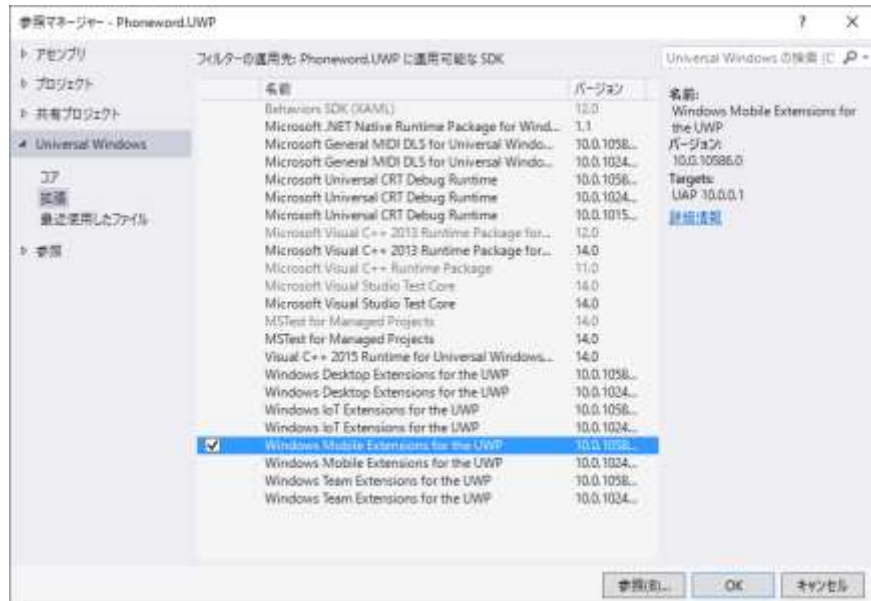 参照マネージャー - Phoneword.UWP
? ×
アセンブリ
プロジェクト
共有プロジェクト
Universal Windows
コア
拡張
最近使用したファイル
参照
フィルターの適用先: Phoneword.UWP に適用可能な SDK
名前 バージョン
Behaviors SDK (XAML) 12.0
Microsoft .NET Native Runtime Package for Wind... 1.1
Microsoft General MIDI DLS for Universal Windo... 10.0.1058...
Microsoft General MIDI DLS for Universal Windo... 10.0.1024...
Microsoft Universal CRT Debug Runtime 10.0.1058...
Microsoft Universal CRT Debug Runtime 10.0.1024...
Microsoft Universal CRT Debug Runtime 10.0.1015...
Microsoft Visual C++ 2013 Runtime Package for... 12.0
Microsoft Visual C++ 2013 Runtime Package for... 14.0
Microsoft Visual C++ Runtime Package 11.0
Microsoft Visual Studio Test Core 14.0
Microsoft Visual Studio Test Core 14.0
MSTest for Managed Projects 14.0
MSTest for Managed Projects 14.0
Visual C++ 2015 Runtime for Universal Windows... 14.0
Windows Desktop Extensions for the UWP 10.0.1058...
Windows Desktop Extensions for the UWP 10.0.1024...
Windows IoT Extensions for the UWP 10.0.1058...
Windows IoT Extensions for the UWP 10.0.1024...
Windows Mobile Extensions for the UWP 10.0.1058...
Windows Mobile Extensions for the UWP 10.0.1024...
Windows Team Extensions for the UWP 10.0.1058...
Windows Team Extensions for the UWP 10.0.1024...
Universal Windows の検索 (C
名前:
Windows Mobile Extensions for
the UWP
バージョン:
10.0.10586.0
Targets:
UAP 10.0.0.1
詳細情報
参照(B)... OK キャンセル